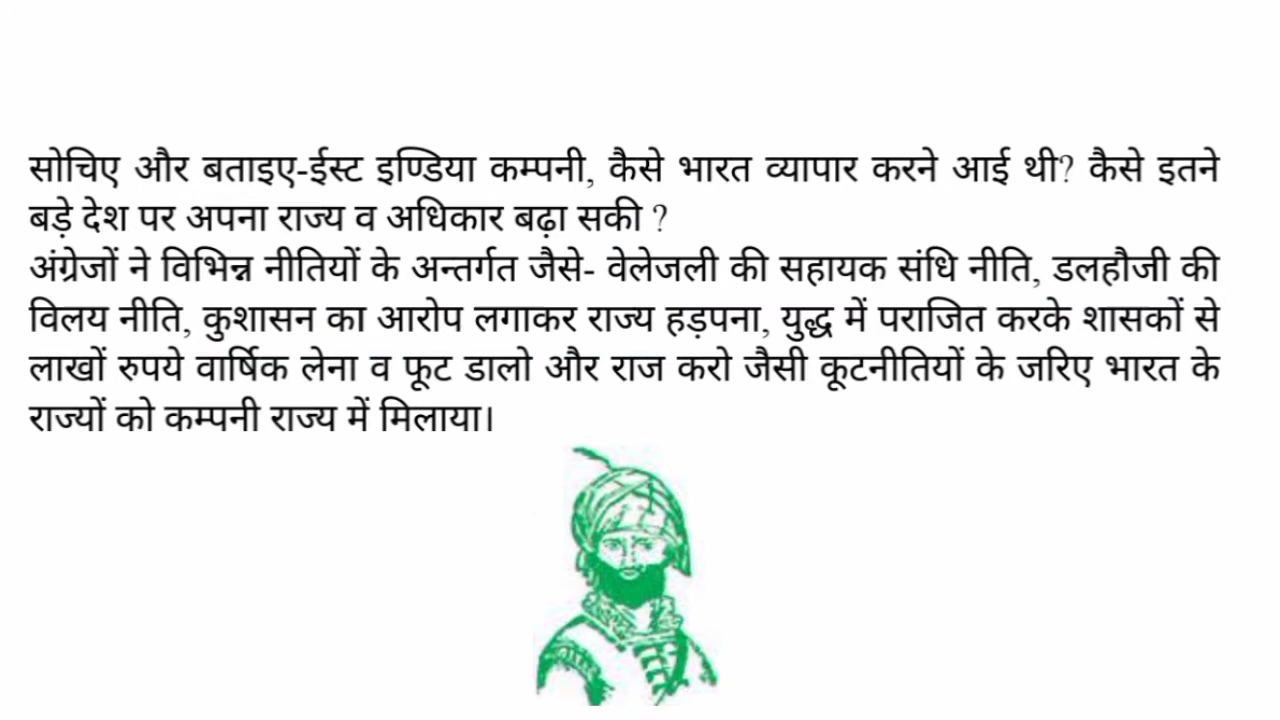 सोचिए और बताइए-ईस्ट इण्डिया कम्पनी, कैसे भारत व्यापार करने आई थी? कैसे इतने
बड़े देश पर अपना राज्य व अधिकार बढ़ा सकी ?
अंग्रेजों ने विभिन्न नीतियों के अन्तर्गत जैसे- वेलेजली की सहायक संधि नीति, डलहौजी की
विलय नीति, कुशासन का आरोप लगाकर राज्य हड़पना, युद्ध में पराजित करके शासकों से
लाखों रुपये वार्षिक लेना व फूट डालो और राज करो जैसी कूटनीतियों के जरिए भारत के
राज्यों को कम्पनी राज्य में मिलाया।